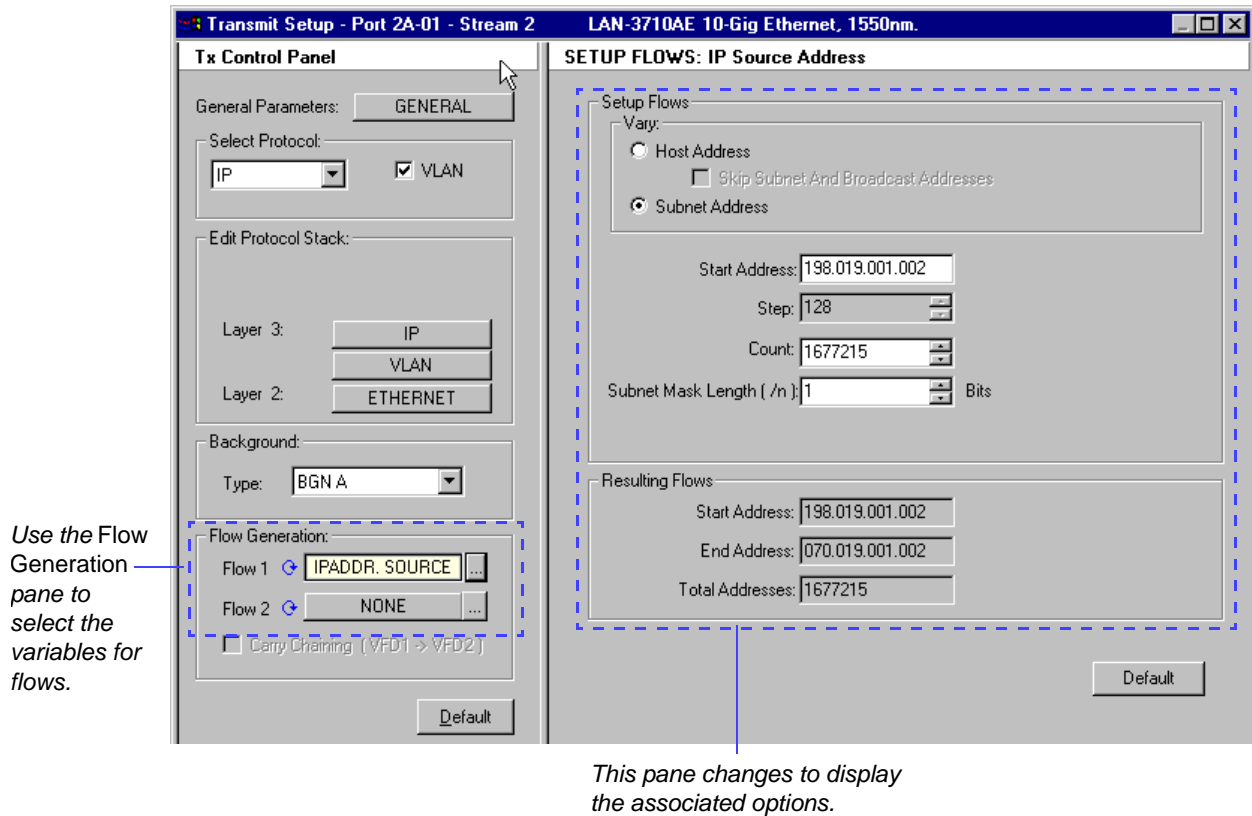 Transmit Setup - Port 2A-01 - Stream 2 LAN-3710AE 10-Gig Ethernet, 1550nm.
Tx Control Panel
General Parameters: GENERAL
Select Protocol:
IP VLAN
Edit Protocol Stack:
Layer 3: IP
VLAN
Layer 2: ETHERNET
Background:
Type: BGN A
Flow Generation:
Flow 1 IPADDR. SOURCE ...
Flow 2 NONE ...
Carry Chaining (VFD1 -> VFD2)
Default
SETUP FLOWS: IP Source Address
Setup Flows
Vary:
Host Address
Skip Subnet And Broadcast Addresses
Subnet Address
Start Address: 198.019.001.002
Step: 128
Count: 1677215
Subnet Mask Length ( /n ): 1 Bits
Resulting Flows
Start Address: 198.019.001.002
End Address: 070.019.001.002
Total Addresses: 1677215
Default
Use the Flow
Generation
pane to
select the
variables for
flows.
This pane changes to display
the associated options.